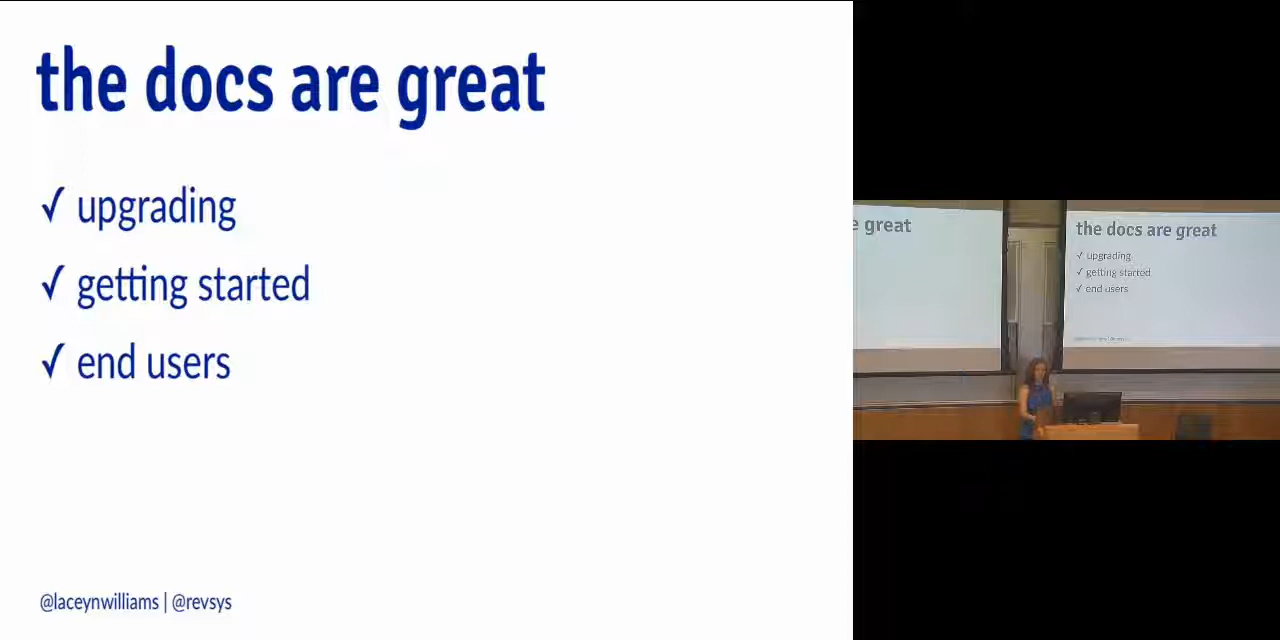 the docs are great
✓ upgrading
✓ getting started
✓ end users
@laceynwilliams | @revsys
e great
the docs are great
✓ upgrading
✓ getting started
✓ end users